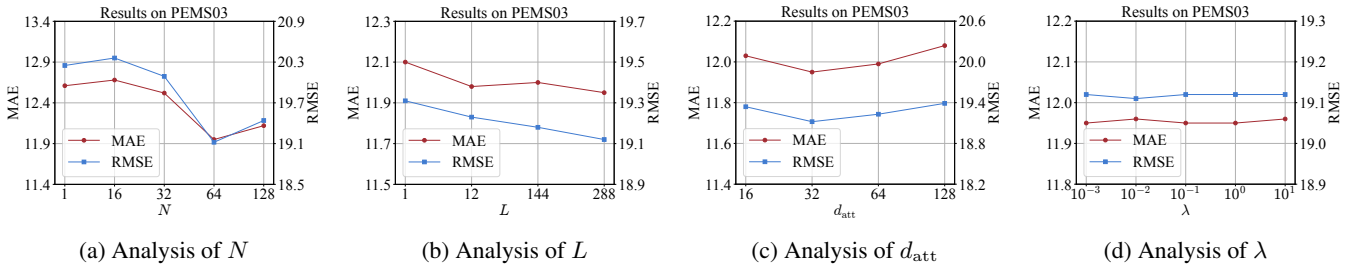 Results on PEMS03
13.4
12.9
12.4
11.9
11.4
MAE
20.9
20.3
19.7
19.1
18.5
RMSE
MAE
RMSE
1 16 32 64 128
N
(a) Analysis of N
Results on PEMS03
12.3
12.1
11.9
11.7
11.5
MAE
19.7
19.5
19.3
19.1
18.9
RMSE
MAE
RMSE
1 12 144 288
L
(b) Analysis of L
Results on PEMS03
12.2
12.0
11.8
11.6
11.4
MAE
20.6
20.0
19.4
18.8
18.2
RMSE
MAE
RMSE
16 32 64 128
d_att
(c) Analysis of d_att
Results on PEMS03
12.2
12.1
12.0
11.9
11.8
MAE
19.3
19.2
19.1
19.0
18.9
RMSE
MAE
RMSE
10⁻³ 10⁻² 10⁻¹ 10⁰ 10¹
λ
(d) Analysis of λ